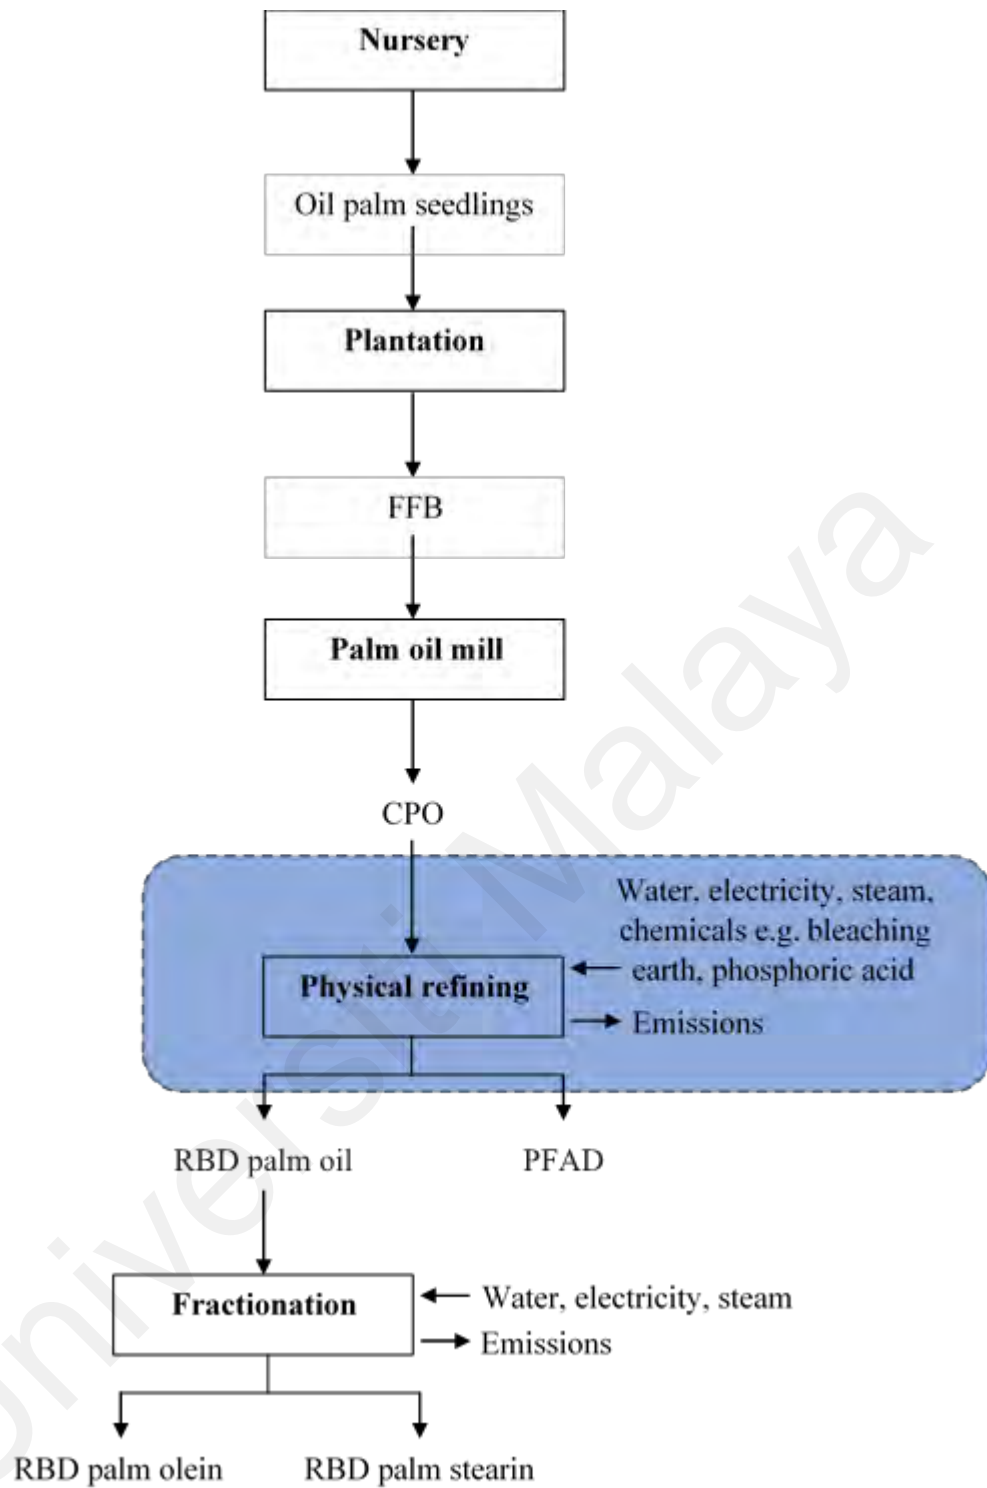 Nursery
Oil palm seedlings
Plantation
FFB
Palm oil mill
CPO
Water, electricity, steam,
chemicals e.g. bleaching
earth, phosphoric acid
Physical refining
Emissions
RBD palm oil
PFAD
Fractionation
Water, electricity, steam
Emissions
RBD palm olein
RBD palm stearin
Universiti Malaya